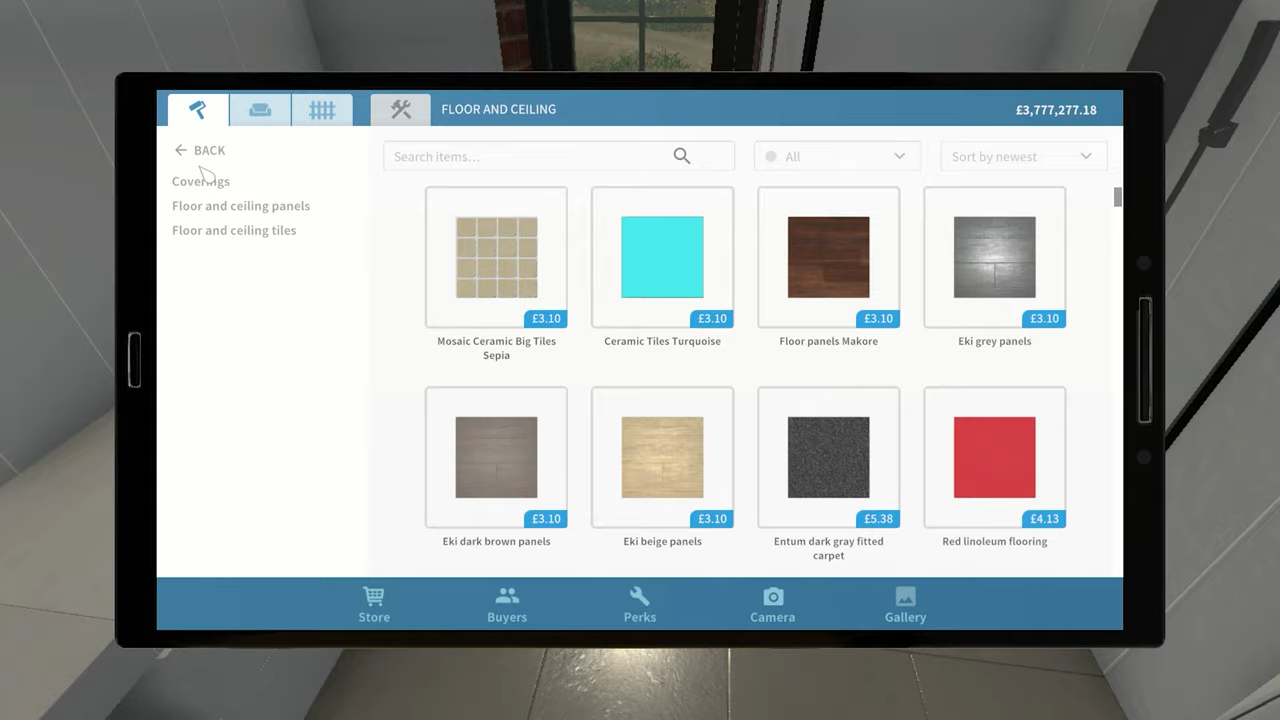 FLOOR AND CEILING
£3,777,277.18
BACK
Search items...
All
Sort by newest
Coverings
Floor and ceiling panels
Floor and ceiling tiles
£3.10
£3.10
£3.10
£3.10
Mosaic Ceramic Big Tiles
Sepia
Ceramic Tiles Turquoise
Floor panels Makore
Eki grey panels
£3.10
£3.10
£5.38
£4.13
Eki dark brown panels
Eki beige panels
Entum dark gray fitted
carpet
Red linoleum flooring
Store
Buyers
Perks
Camera
Gallery